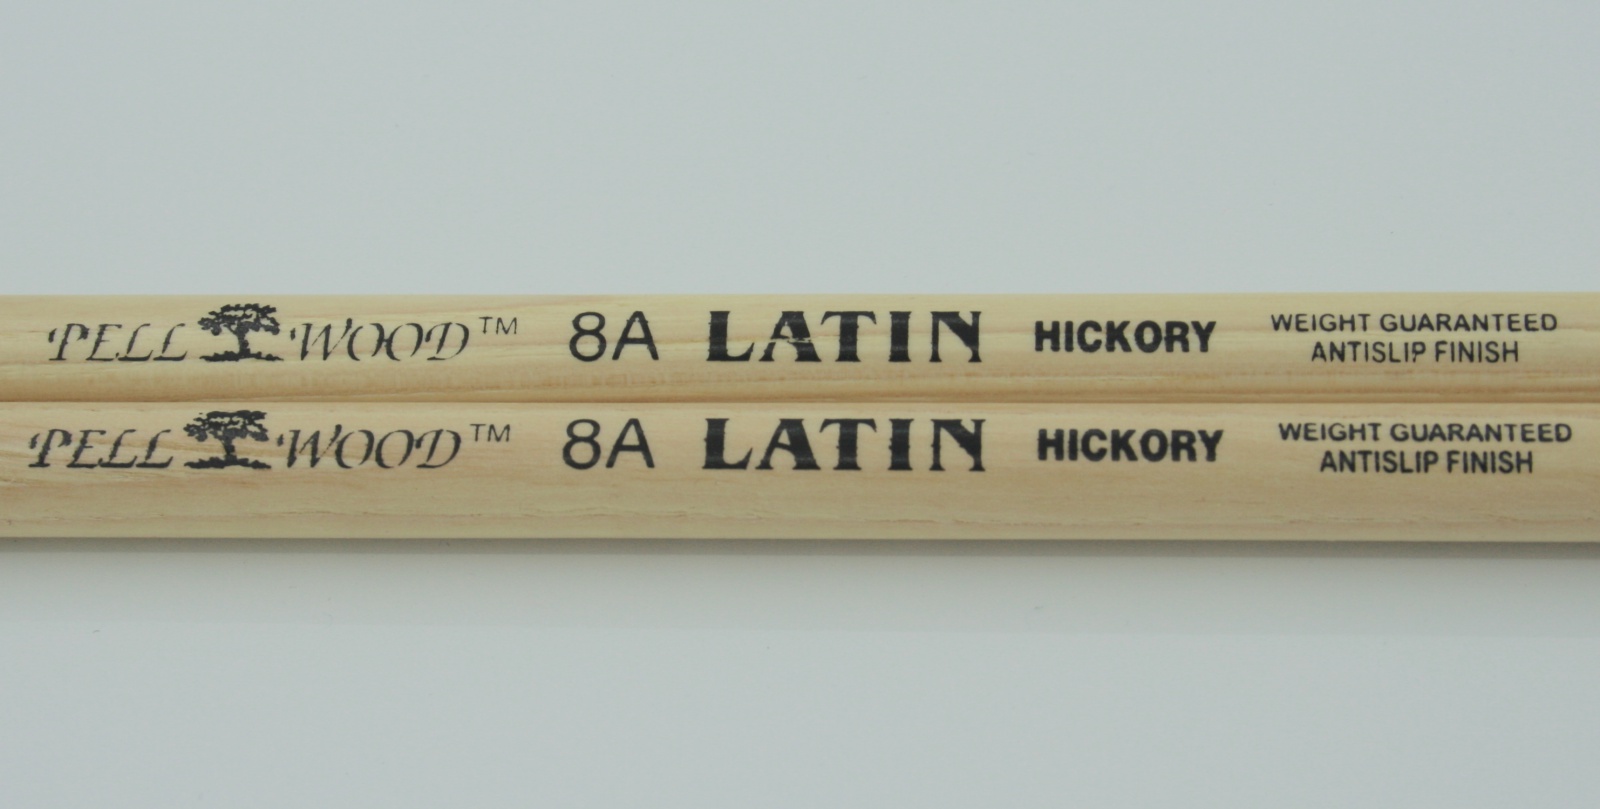 PELL WOOD™ 8A LATIN HICKORY WEIGHT GUARANTEED
ANTISLIP FINISH
PELL WOOD™ 8A LATIN HICKORY WEIGHT GUARANTEED
ANTISLIP FINISH